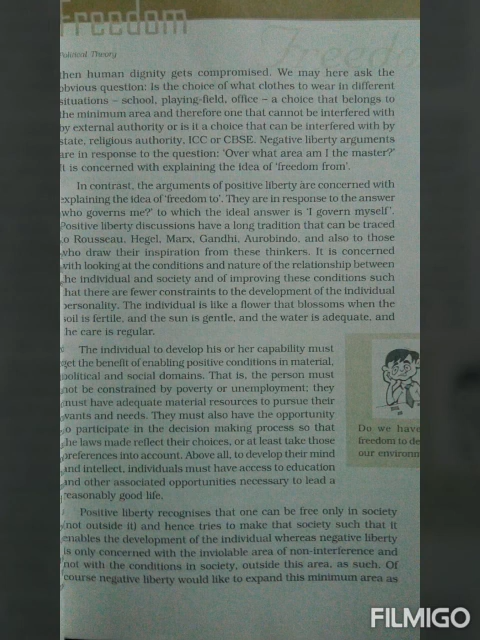 Freedom
Freedo
Political Theory
then human dignity gets compromised. We may here ask the
obvious question: Is the choice of what clothes to wear in different
situations – school, playing-field, office – a choice that belongs to
the minimum area and therefore one that cannot be interfered with
by external authority or is it a choice that can be interfered with by
state, religious authority, ICC or CBSE. Negative liberty arguments
are in response to the question: 'Over what area am I the master?'
It is concerned with explaining the idea of 'freedom from'.
In contrast, the arguments of positive liberty are concerned with
explaining the idea of 'freedom to'. They are in response to the answer
who governs me?' to which the ideal answer is 'I govern myself'.
Positive liberty discussions have a long tradition that can be traced
o Rousseau, Hegel, Marx, Gandhi, Aurobindo, and also to those
who draw their inspiration from these thinkers. It is concerned
with looking at the conditions and nature of the relationship between
he individual and society and of improving these conditions such
hat there are fewer constraints to the development of the individual
personality. The individual is like a flower that blossoms when the
soil is fertile, and the sun is gentle, and the water is adequate, and
he care is regular.
The individual to develop his or her capability must
get the benefit of enabling positive conditions in material,
political and social domains. That is, the person must
not be constrained by poverty or unemployment; they
must have adequate material resources to pursue their
wants and needs. They must also have the opportunity
o participate in the decision making process so that
he laws made reflect their choices, or at least take those
preferences into account. Above all, to develop their mind
and intellect, individuals must have access to education
and other associated opportunities necessary to lead a
reasonably good life.
Do we have
freedom to de
our environm
Positive liberty recognises that one can be free only in society
(not outside it) and hence tries to make that society such that it
enables the development of the individual whereas negative liberty
is only concerned with the inviolable area of non-interference and
not with the conditions in society, outside this area, as such. Of
course negative liberty would like to expand this minimum area as
FILMIGO